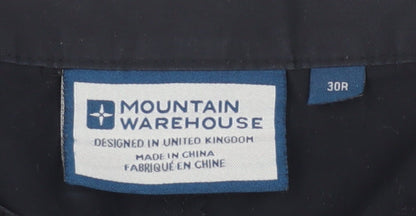 MOUNTAIN
WAREHOUSE
DESIGNED IN UNITED KINGDOM
MADE IN CHINA
FABRIQUÉ EN CHINE
30R